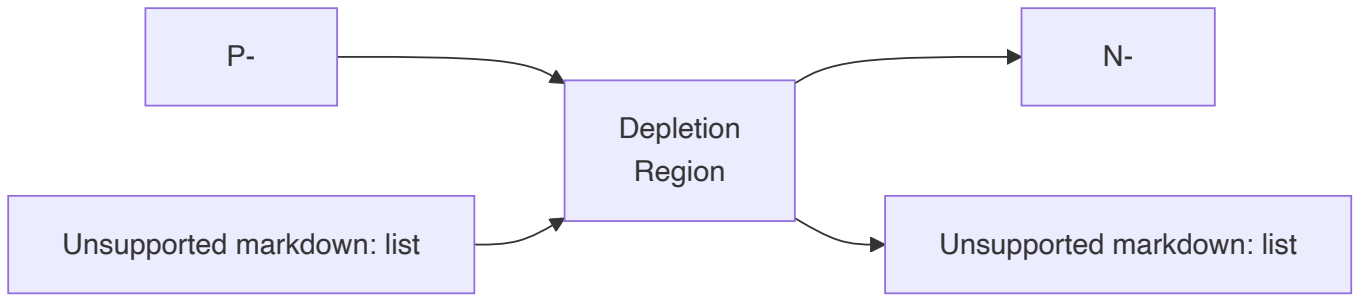 P-
N-
Depletion
Region
Unsupported markdown: list
Unsupported markdown: list